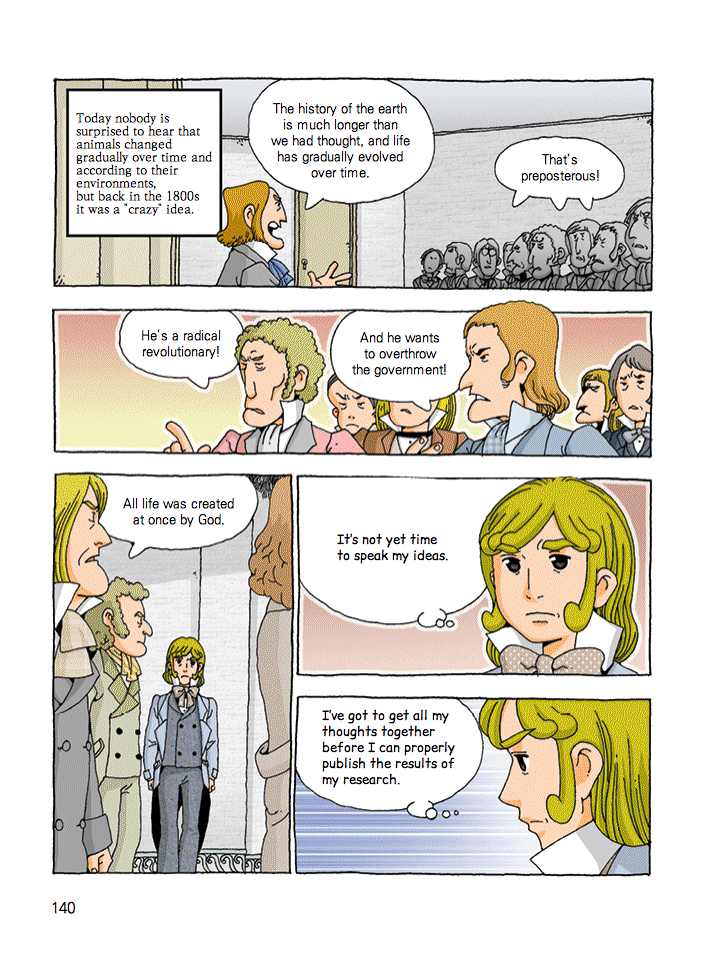 Today nobody is
surprised to hear that
animals changed
gradually over time and
according to their
environments,
but back in the 1800s
it was a "crazy" idea.
The history of the earth
is much longer than
we had thought, and life
has gradually evolved
over time.
That's
preposterous!
He's a radical
revolutionary!
And he wants
to overthrow
the government!
All life was created
at once by God.
It's not yet time
to speak my ideas.
I've got to get all my
thoughts together
before I can properly
publish the results of
my research.
140